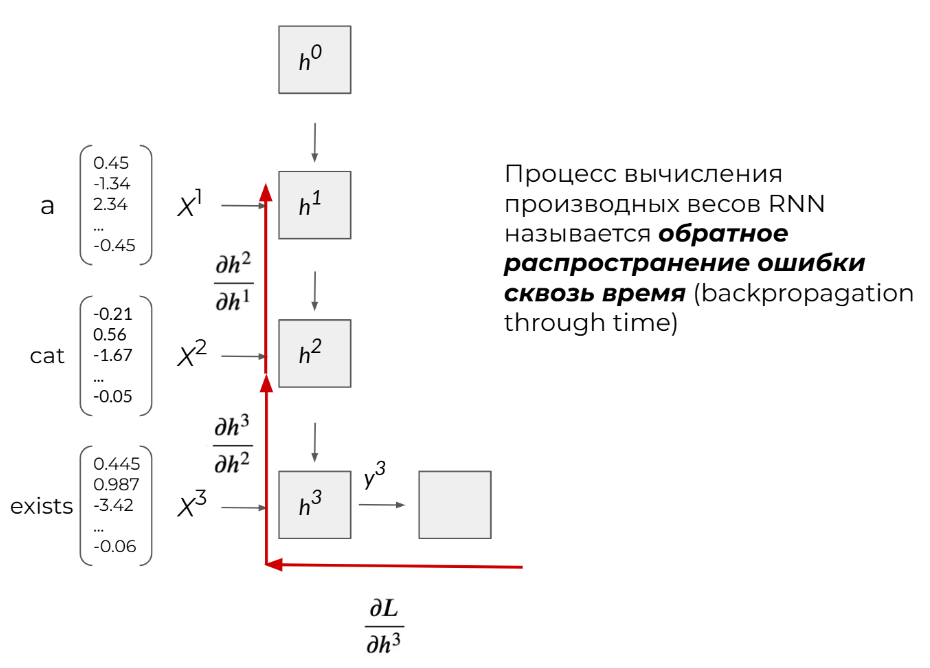 h⁰
a
0.45
-1.34
2.34
...
-0.45
X¹
h¹
∂h²
∂h¹
cat
-0.21
0.56
-1.67
...
-0.05
X²
h²
∂h³
∂h²
exists
0.445
0.987
-3.42
...
-0.06
X³
h³
y³
∂L
∂h³
Процесс вычисления
производных весов RNN
называется обратное
распространение ошибки
сквозь время (backpropagation
through time)